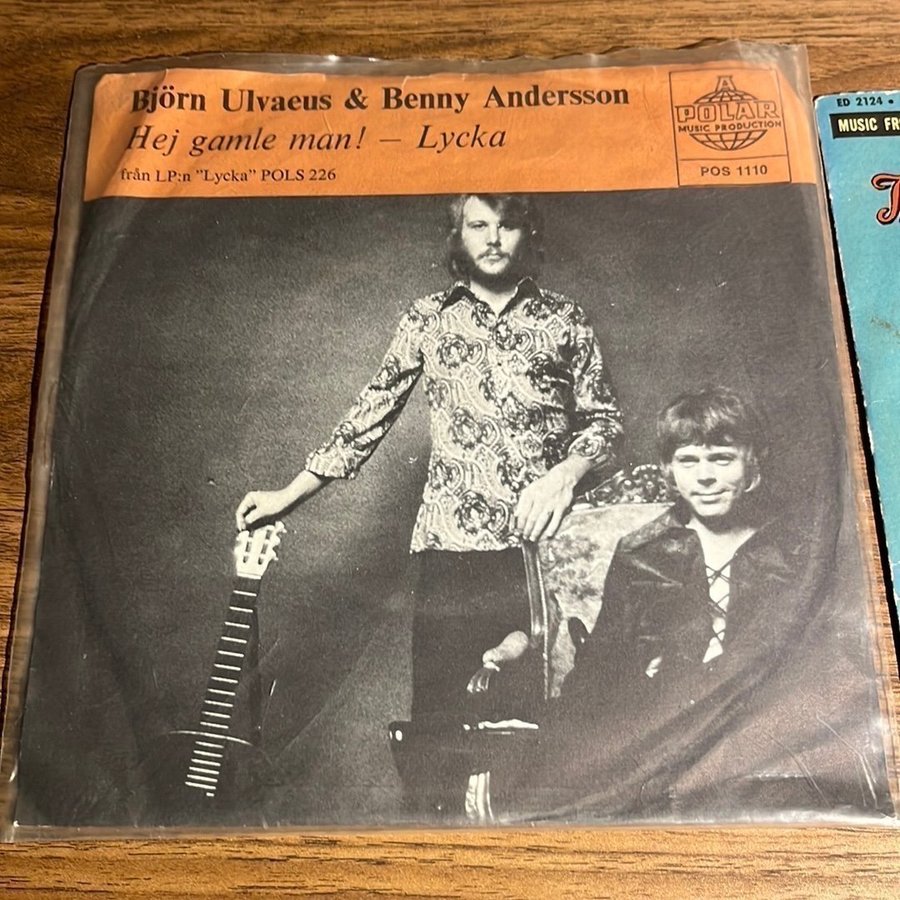 Björn Ulvaeus & Benny Andersson
Hej gamle man! – Lycka
från LP:n ”Lycka” POLS 226
A
POLAR
MUSIC PRODUCTION
POS 1110
ED 2124 •
MUSIC FR